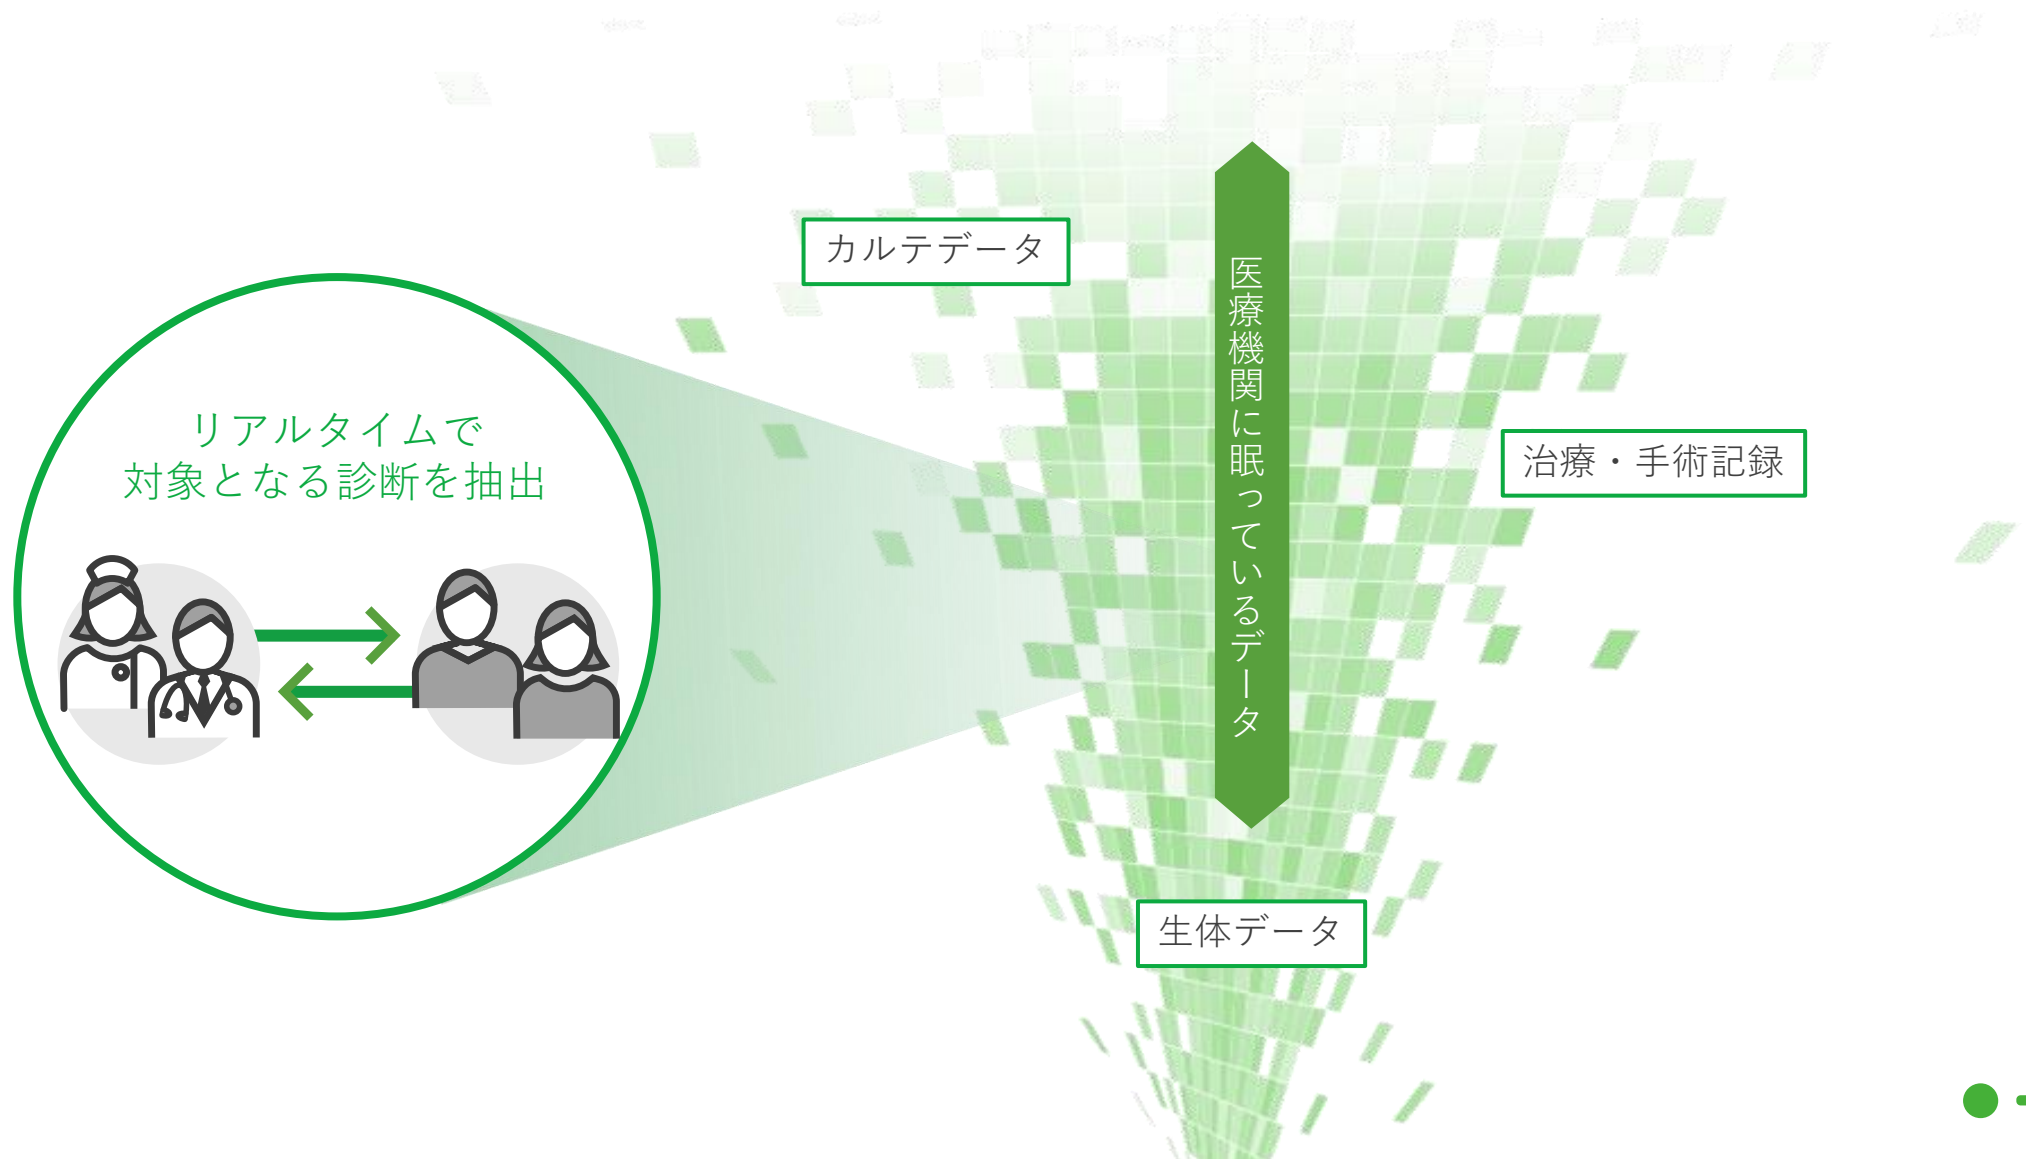 カルテデータ
医療機関に眠っているデータ
リアルタイムで
対象となる診断を抽出
治療・手術記録
生体データ